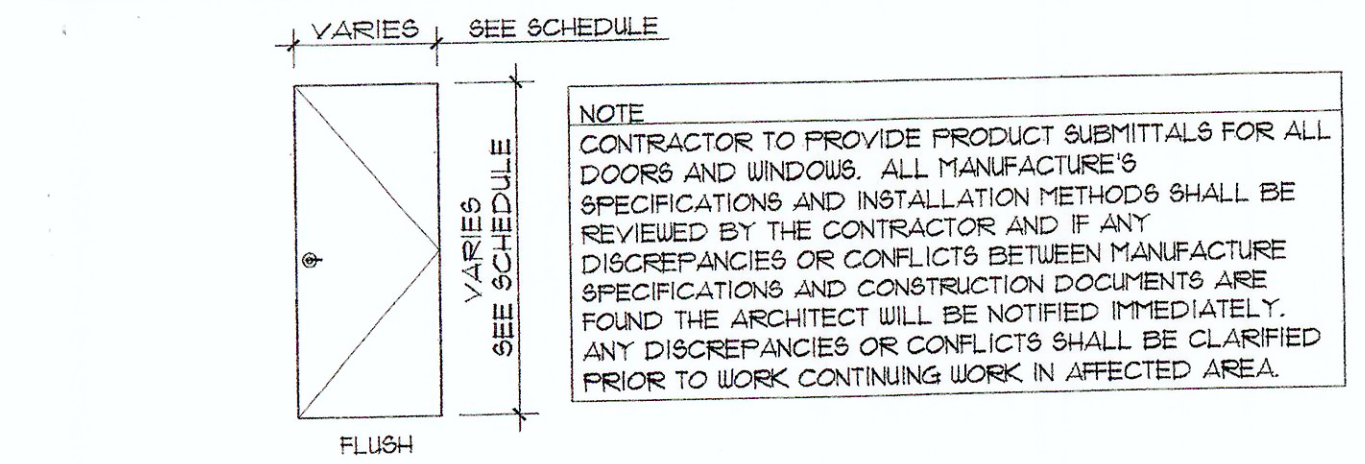 VARIES SEE SCHEDULE
VARIES
SEE SCHEDULE
FLUSH
NOTE
CONTRACTOR TO PROVIDE PRODUCT SUBMITTALS FOR ALL
DOORS AND WINDOWS. ALL MANUFACTURE'S
SPECIFICATIONS AND INSTALLATION METHODS SHALL BE
REVIEWED BY THE CONTRACTOR AND IF ANY
DISCREPANCIES OR CONFLICTS BETWEEN MANUFACTURE
SPECIFICATIONS AND CONSTRUCTION DOCUMENTS ARE
FOUND THE ARCHITECT WILL BE NOTIFIED IMMEDIATELY.
ANY DISCREPANCIES OR CONFLICTS SHALL BE CLARIFIED
PRIOR TO WORK CONTINUING WORK IN AFFECTED AREA.